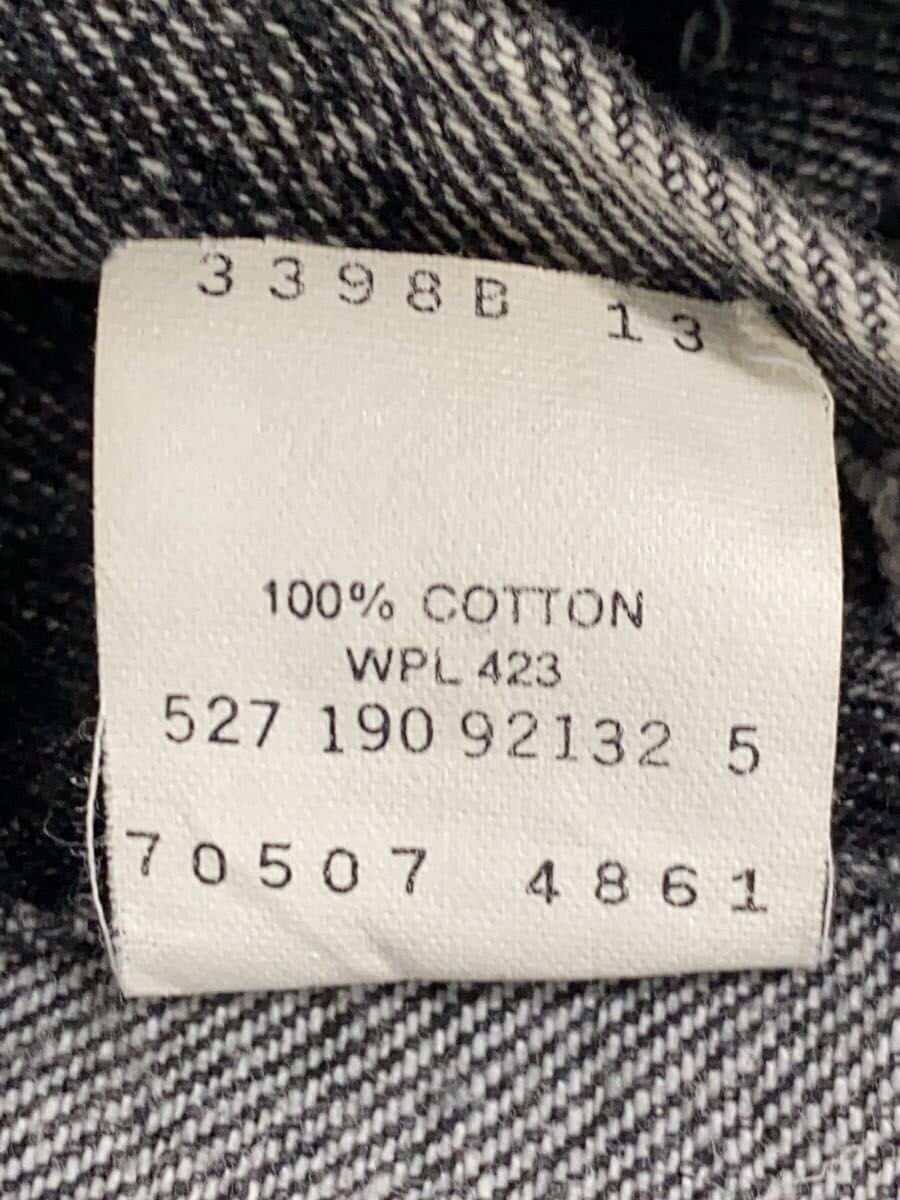 3398B 13
100% COTTON
WPL 423
527 190 92132 5
70507 4861